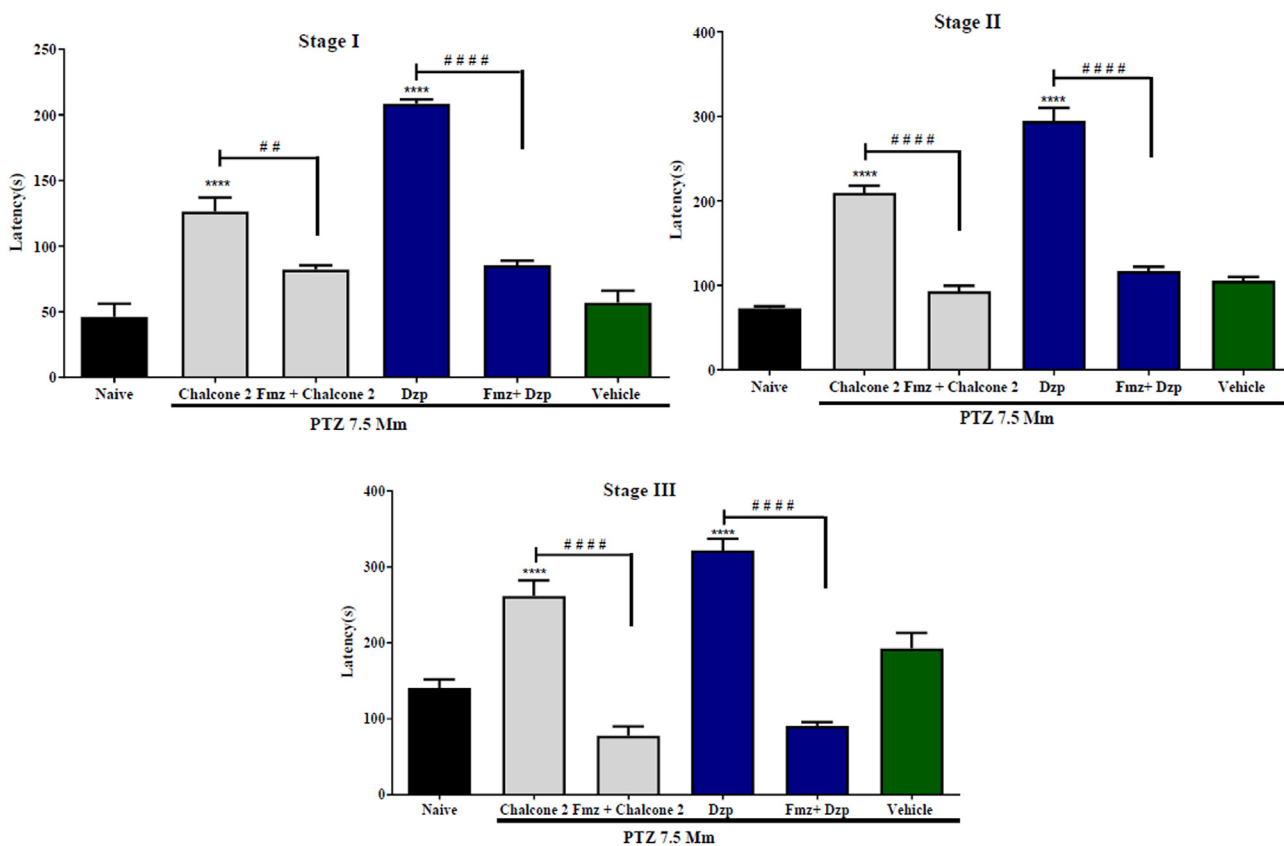 Stage I
250
200
150
100
50
0
Latency(s)
****
# #
****
# # # #
Naive Chalcone 2 Fmz + Chalcone 2 Dzp Fmz+ Dzp Vehicle
PTZ 7.5 Mm
Stage II
400
300
200
100
0
Latency(s)
****
# # # #
****
# # # #
Naive Chalcone 2 Fmz + Chalcone 2 Dzp Fmz+ Dzp Vehicle
PTZ 7.5 Mm
Stage III
400
300
200
100
0
Latency(s)
****
# # # #
****
# # # #
Naive Chalcone 2 Fmz + Chalcone 2 Dzp Fmz+ Dzp Vehicle
PTZ 7.5 Mm